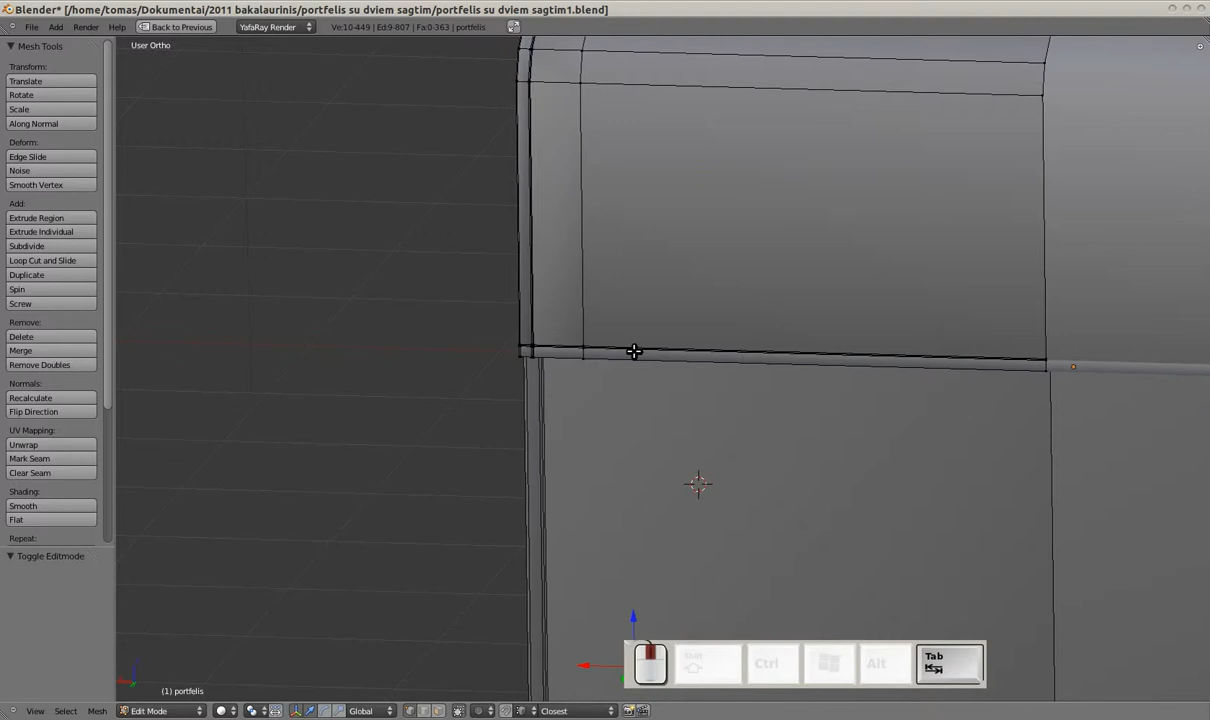 Blender* [/home/tomas/Dokumentai/2011 bakalaurinis/portfelis su dviem sagtim/portfelis su dviem sagtim1.blend]
File Add Render Help Back to Previous YafaRay Render Ve:10-449 | Ed:9-807 | Fa:0-363 | portfelis
Mesh Tools
User Ortho
Transform:
Translate
Rotate
Scale
Along Normal
Deform:
Edge Slide
Noise
Smooth Vertex
Add:
Extrude Region
Extrude Individual
Subdivide
Loop Cut and Slide
Duplicate
Spin
Screw
Remove:
Delete
Merge
Remove Doubles
Normals:
Recalculate
Flip Direction
UV Mapping:
Unwrap
Mark Seam
Clear Seam
Shading:
Smooth
Flat
Repeat:
Toggle Editmode
Shift Ctrl Alt Tab
(1) portfelis
View Select Mesh Edit Mode Global Closest